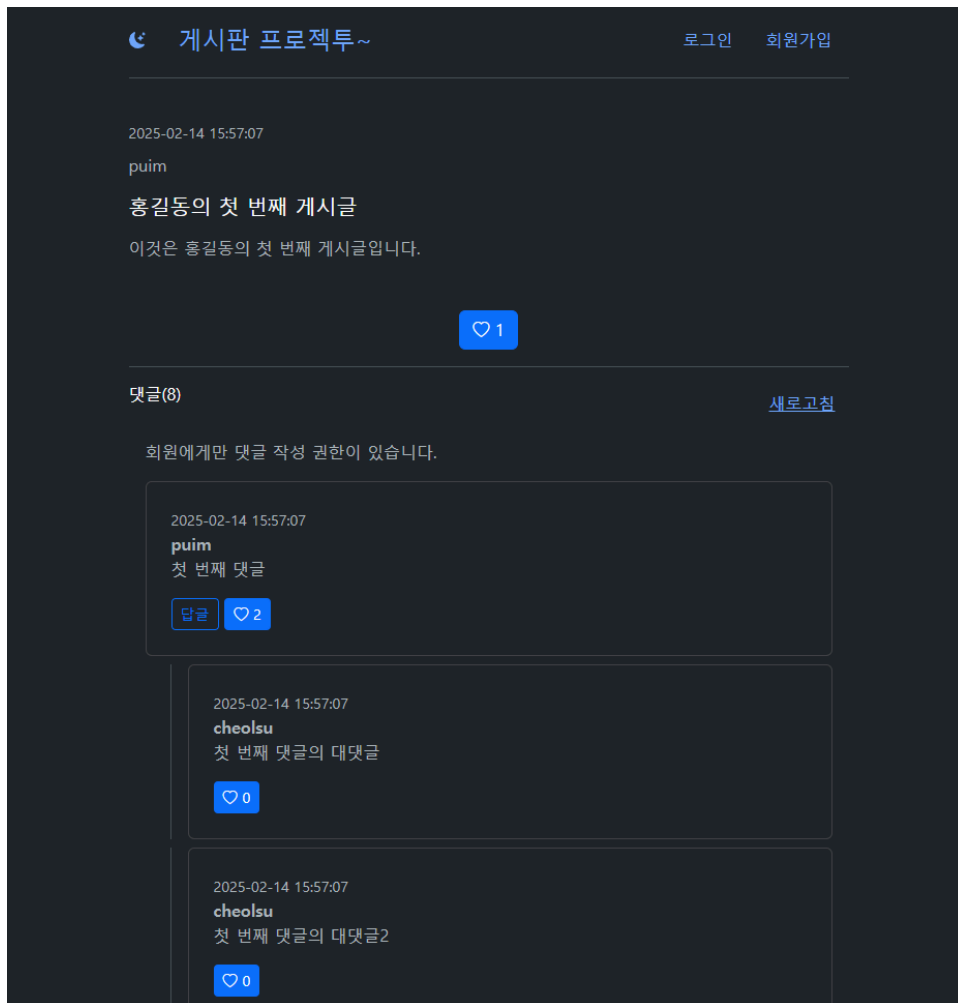 게시판 프로젝투~
로그인 회원가입
2025-02-14 15:57:07
puim
홍길동의 첫 번째 게시글
이것은 홍길동의 첫 번째 게시글입니다.
1
댓글(8)
새로고침
회원에게만 댓글 작성 권한이 있습니다.
2025-02-14 15:57:07
puim
첫 번째 댓글
답글 2
2025-02-14 15:57:07
cheolsu
첫 번째 댓글의 대댓글
0
2025-02-14 15:57:07
cheolsu
첫 번째 댓글의 대댓글2
0